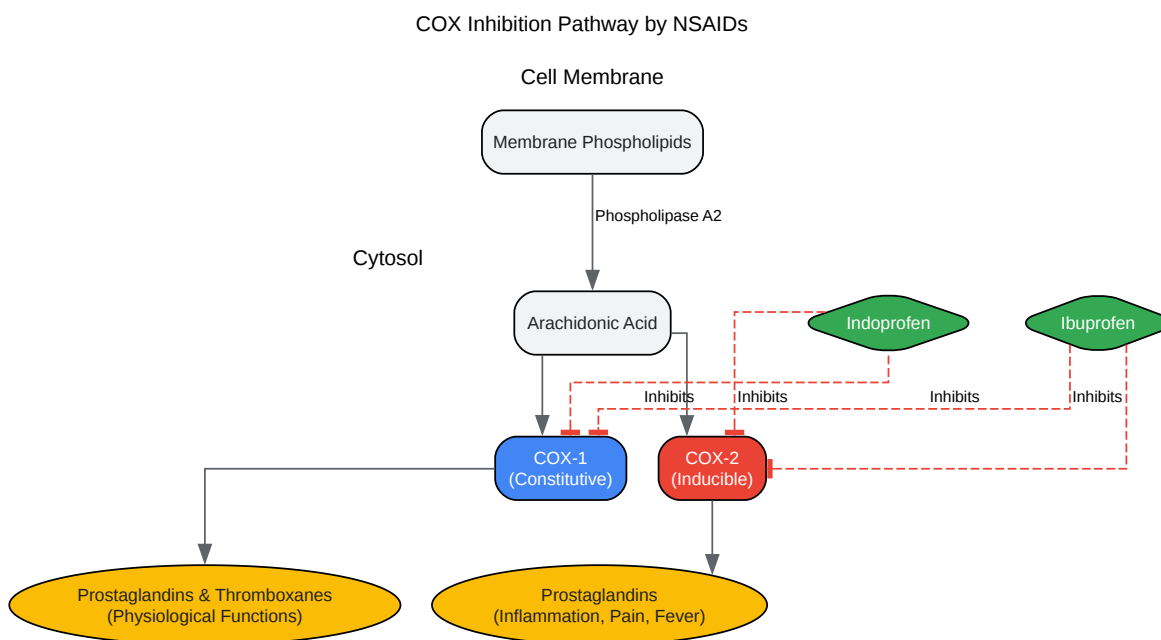 COX Inhibition Pathway by NSAIDs
Cell Membrane
Membrane Phospholipids
Phospholipase A2
Cytosol
Arachidonic Acid
Indoprofen
Ibuprofen
Inhibits
Inhibits
Inhibits
Inhibits
COX-1
(Constitutive)
COX-2
(Inducible)
Prostaglandins & Thromboxanes
(Physiological Functions)
Prostaglandins
(Inflammation, Pain, Fever)